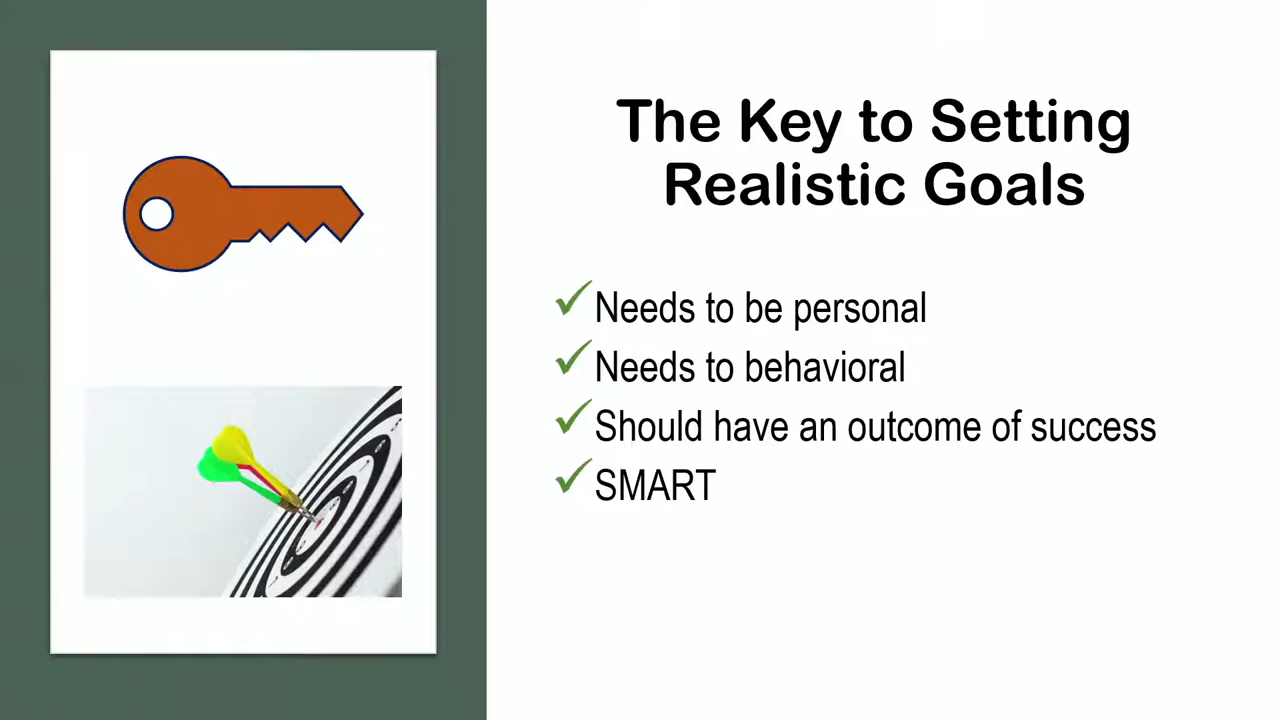 The Key to Setting
Realistic Goals
Needs to be personal
Needs to behavioral
Should have an outcome of success
SMART